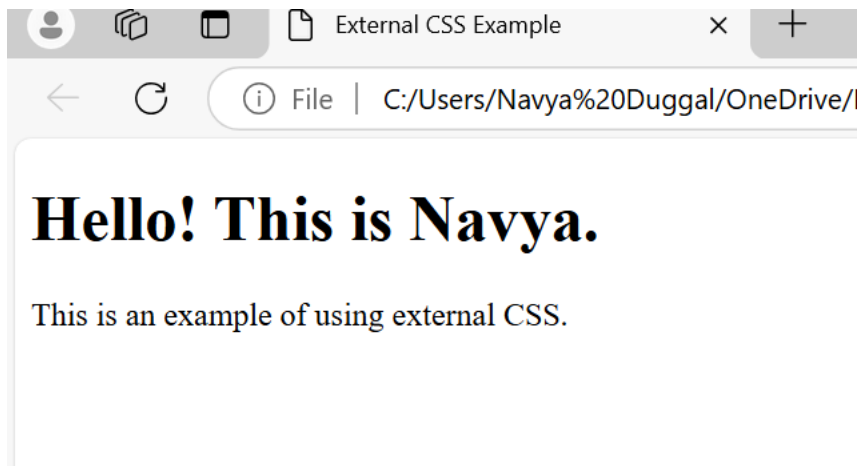 External CSS Example
File | C:/Users/Navya%20Duggal/OneDrive/
Hello! This is Navya.
This is an example of using external CSS.